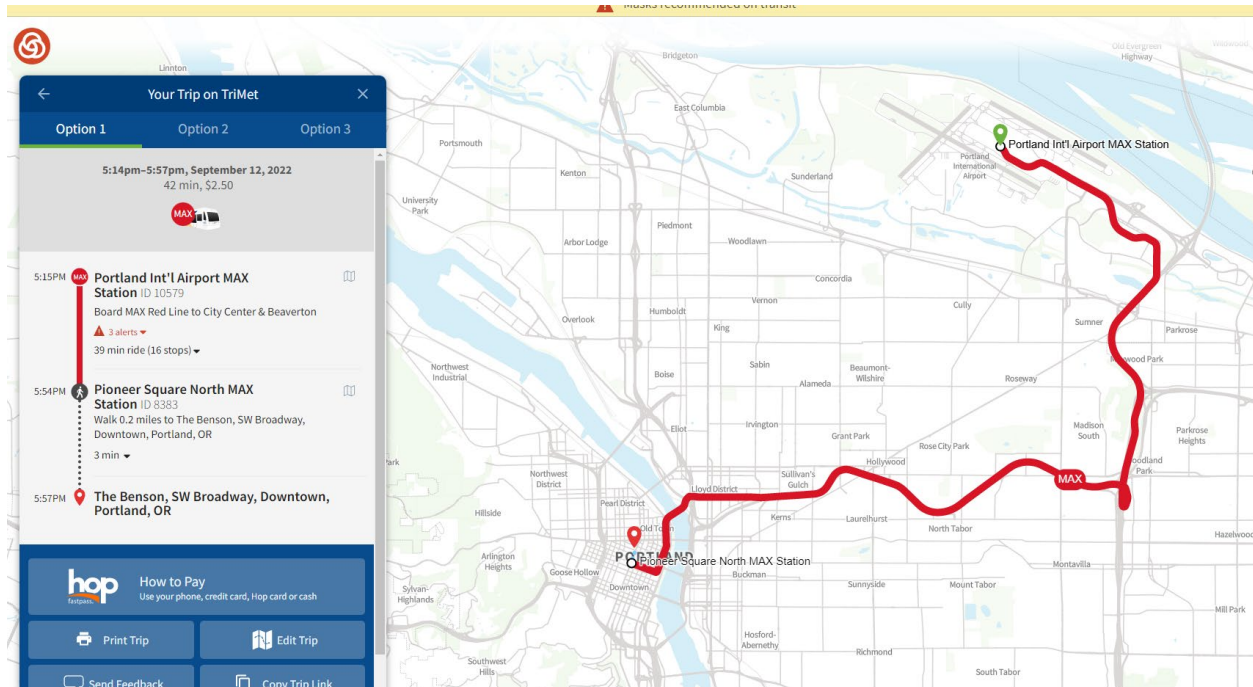 Masks recommended on transit
Your Trip on TriMet
Option 1
Option 2
Option 3
5:14pm–5:57pm, September 12, 2022
42 min, $2.50
MAX
5:15PM
MAX
Portland Int'l Airport MAX
Station ID 10579
Board MAX Red Line to City Center & Beaverton
3 alerts
39 min ride (16 stops)
5:54PM
Pioneer Square North MAX
Station ID 8383
Walk 0.2 miles to The Benson, SW Broadway,
Downtown, Portland, OR
3 min
5:57PM
The Benson, SW Broadway, Downtown,
Portland, OR
hop
fastpass.
How to Pay
Use your phone, credit card, Hop card or cash
Print Trip
Edit Trip
Send Feedback
Copy Trip Link
Linnton
Bridgeton
Old Evergreen
Highway
East Columbia
Portsmouth
Portland Int'l Airport MAX Station
Portland
International
Airport
Kenton
Sunderland
University
Park
Piedmont
Arbor Lodge
Woodlawn
Concordia
Vernon
Cully
Humboldt
Overlook
King
Sumner
Parkrose
Northwest
Industrial
Sabin
Beaumont-
Wilshire
Boise
Alameda
Roseway
Irvington
Eliot
Grant Park
Madison
South
Parkrose
Heights
Rose City Park
Hollywood
Northwest
District
Sullivan's
Gulch
MAX
Lloyd District
Pearl District
Hillside
Kerns
Laurelhurst
North Tabor
Old Town
Hazelwood
PORTLAND
Pioneer Square North MAX Station
Arlington
Heights
Goose Hollow
Buckman
Montavilla
Sylvan-
Highlands
Downtown
Sunnyside
Mount Tabor
Mill Park
Hosford-
Abernethy
Richmond
Southwest
Hills
South Tabor